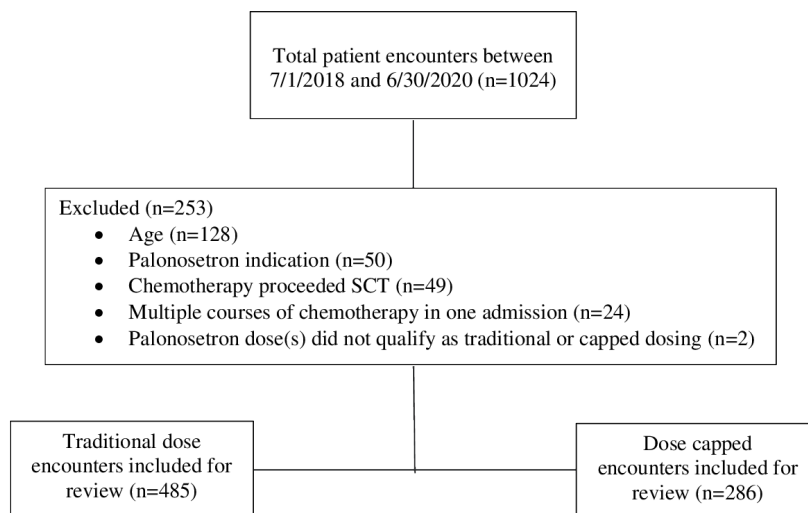 Total patient encounters between
7/1/2018 and 6/30/2020 (n=1024)
Excluded (n=253)
• Age (n=128)
• Palonosetron indication (n=50)
• Chemotherapy proceeded SCT (n=49)
• Multiple courses of chemotherapy in one admission (n=24)
• Palonosetron dose(s) did not qualify as traditional or capped dosing (n=2)
Traditional dose
encounters included for
review (n=485)
Dose capped
encounters included for
review (n=286)